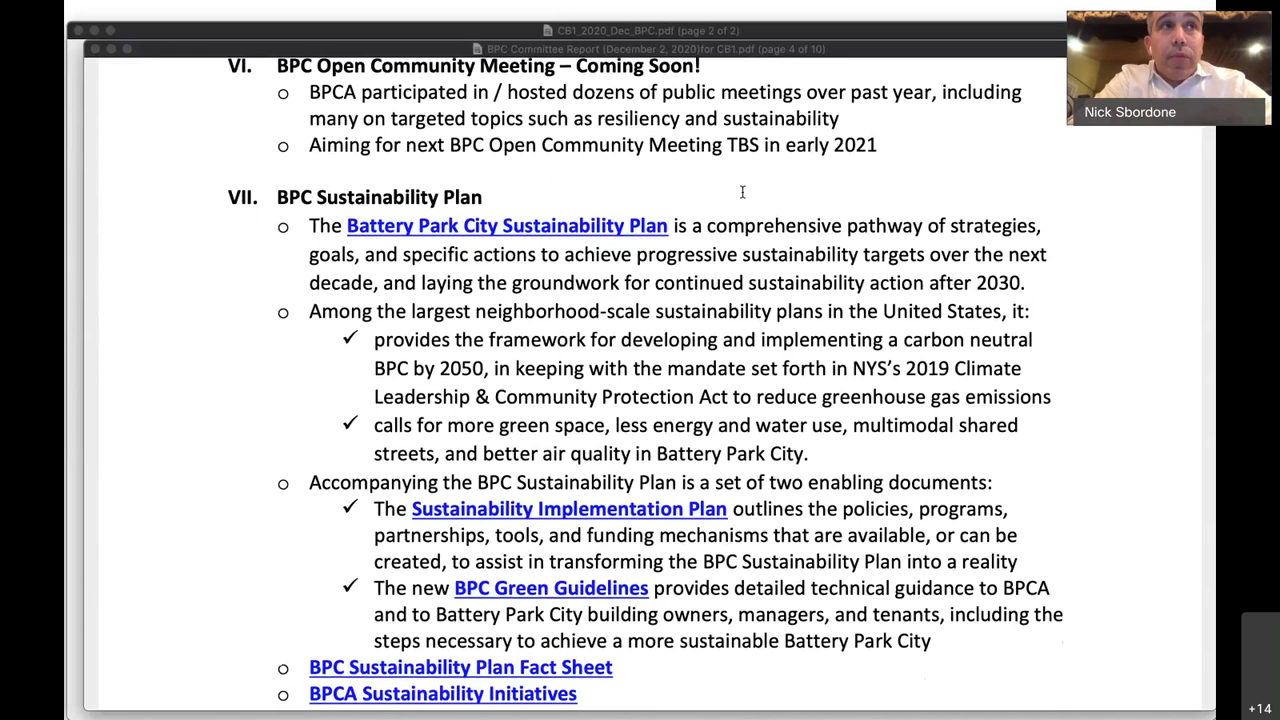 CB1_2020_Dec_BPC.pdf (page 2 of 2)
BPC Committee Report (December 2, 2020)for CB1.pdf (page 4 of 10)
Nick Sbordone
VI. BPC Open Community Meeting – Coming Soon!
o BPCA participated in / hosted dozens of public meetings over past year, including
many on targeted topics such as resiliency and sustainability
o Aiming for next BPC Open Community Meeting TBS in early 2021
VII. BPC Sustainability Plan
o The Battery Park City Sustainability Plan is a comprehensive pathway of strategies,
goals, and specific actions to achieve progressive sustainability targets over the next
decade, and laying the groundwork for continued sustainability action after 2030.
o Among the largest neighborhood-scale sustainability plans in the United States, it:
✓ provides the framework for developing and implementing a carbon neutral
BPC by 2050, in keeping with the mandate set forth in NYS’s 2019 Climate
Leadership & Community Protection Act to reduce greenhouse gas emissions
✓ calls for more green space, less energy and water use, multimodal shared
streets, and better air quality in Battery Park City.
o Accompanying the BPC Sustainability Plan is a set of two enabling documents:
✓ The Sustainability Implementation Plan outlines the policies, programs,
partnerships, tools, and funding mechanisms that are available, or can be
created, to assist in transforming the BPC Sustainability Plan into a reality
✓ The new BPC Green Guidelines provides detailed technical guidance to BPCA
and to Battery Park City building owners, managers, and tenants, including the
steps necessary to achieve a more sustainable Battery Park City
o BPC Sustainability Plan Fact Sheet
o BPCA Sustainability Initiatives
+14